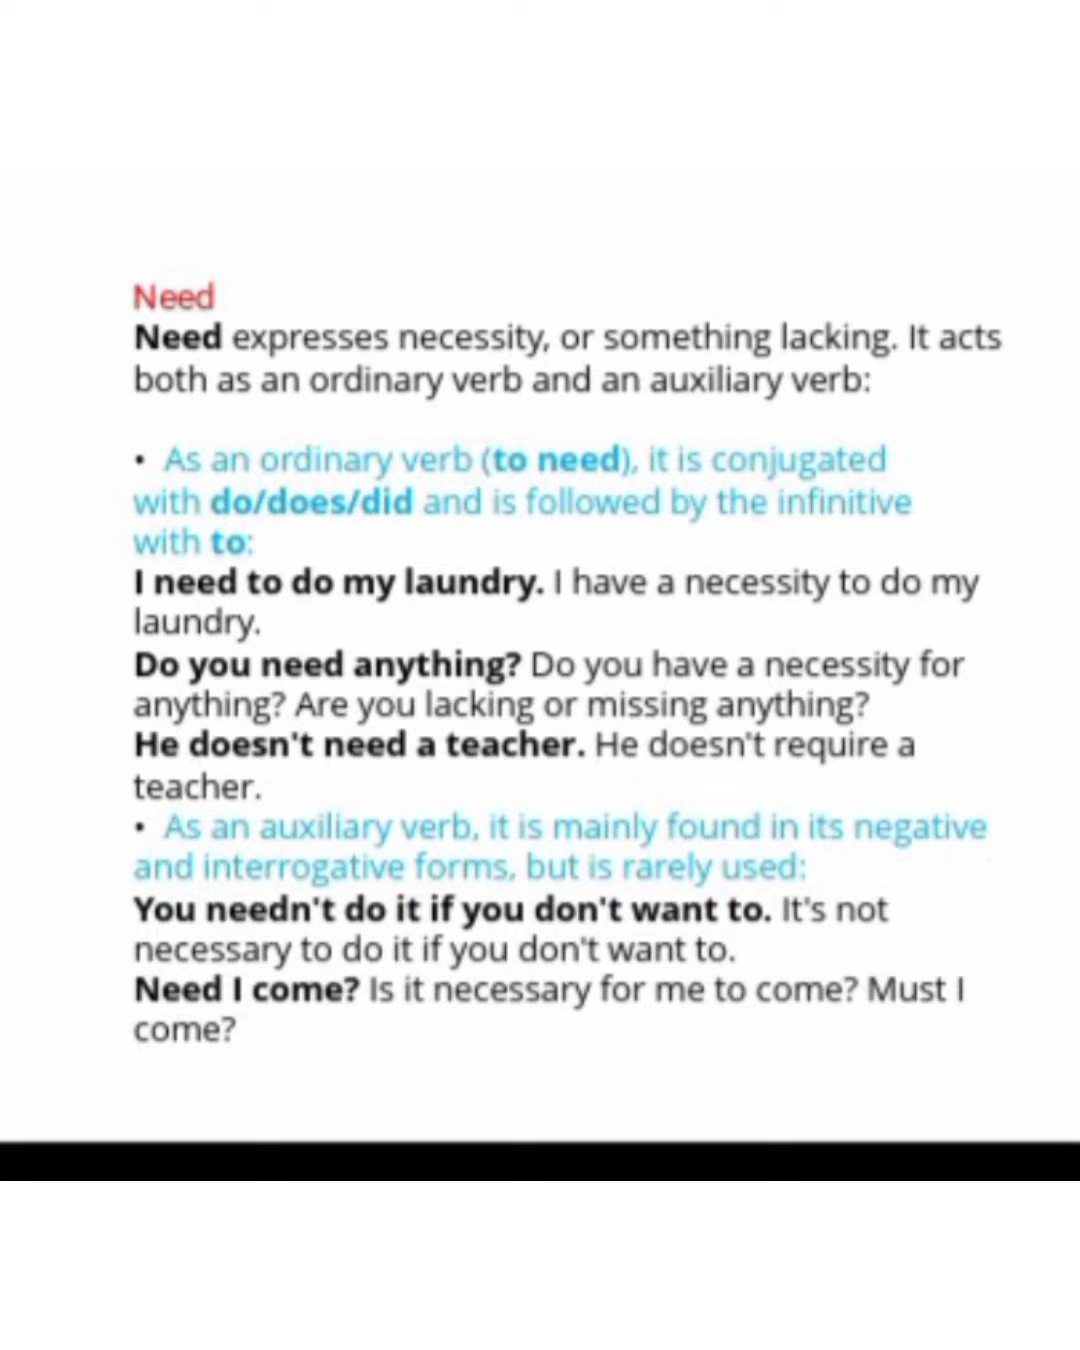 Need
Need expresses necessity, or something lacking. It acts
both as an ordinary verb and an auxiliary verb:
• As an ordinary verb (to need), it is conjugated
with do/does/did and is followed by the infinitive
with to:
I need to do my laundry. I have a necessity to do my
laundry.
Do you need anything? Do you have a necessity for
anything? Are you lacking or missing anything?
He doesn't need a teacher. He doesn't require a
teacher.
• As an auxiliary verb, it is mainly found in its negative
and interrogative forms, but is rarely used:
You needn't do it if you don't want to. It's not
necessary to do it if you don't want to.
Need I come? Is it necessary for me to come? Must I
come?